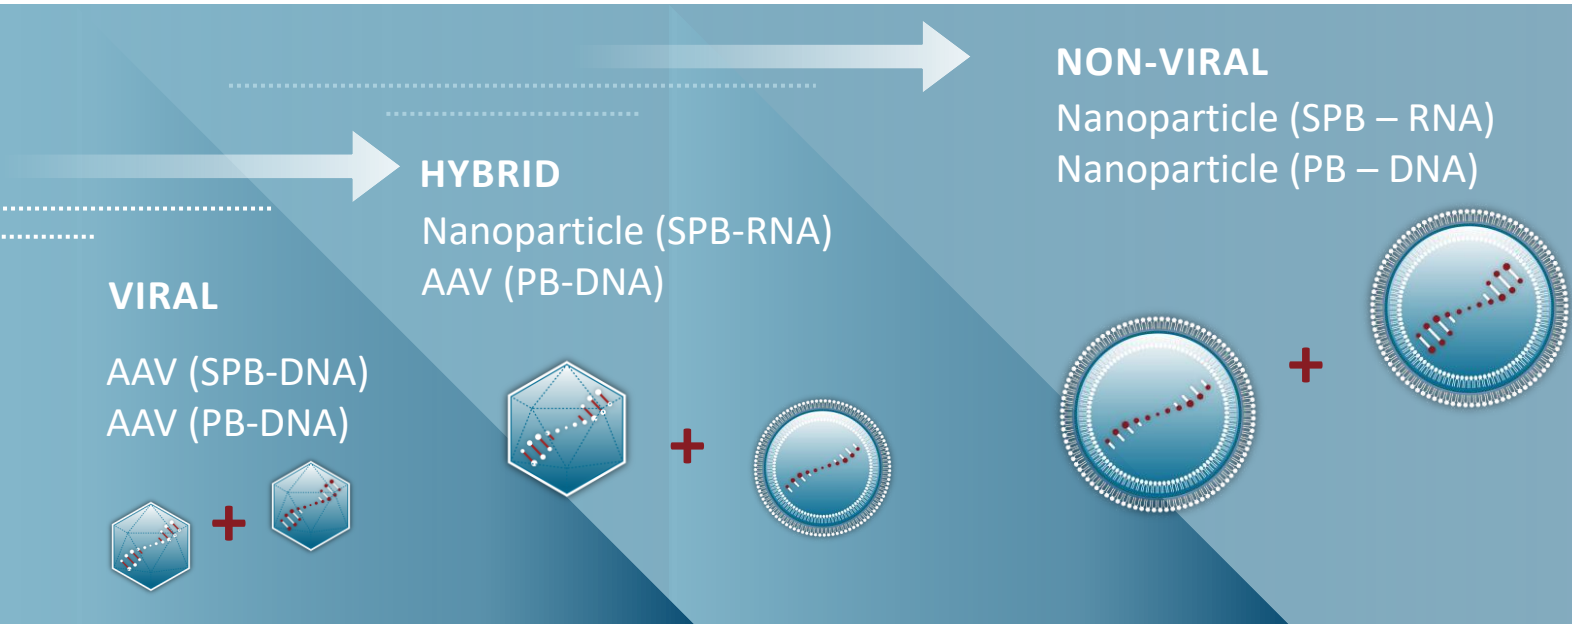 VIRAL
AAV (SPB-DNA)
AAV (PB-DNA)
HYBRID
Nanoparticle (SPB-RNA)
AAV (PB-DNA)
NON-VIRAL
Nanoparticle (SPB – RNA)
Nanoparticle (PB – DNA)